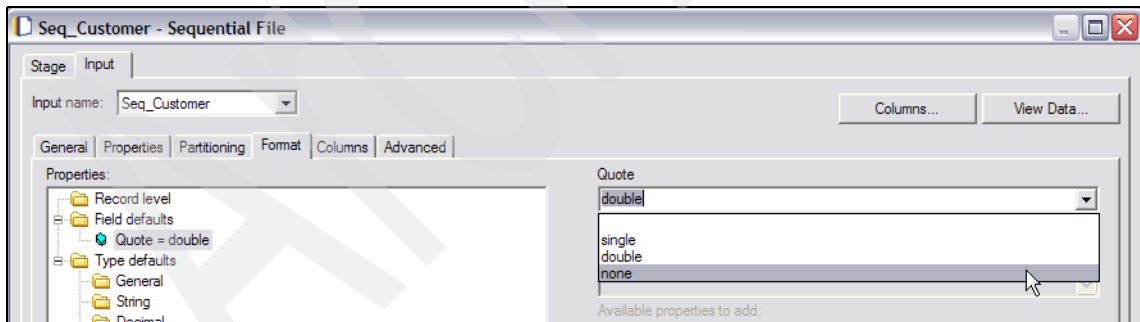 Seq_Customer - Sequential File
Stage Input
Input name: Seq_Customer Columns... View Data...
General Properties Partitioning Format Columns Advanced
Properties:
Record level
Field defaults
Quote = double
Type defaults
General
String
Decimal
Quote
double
single
double
none
Available properties to add: